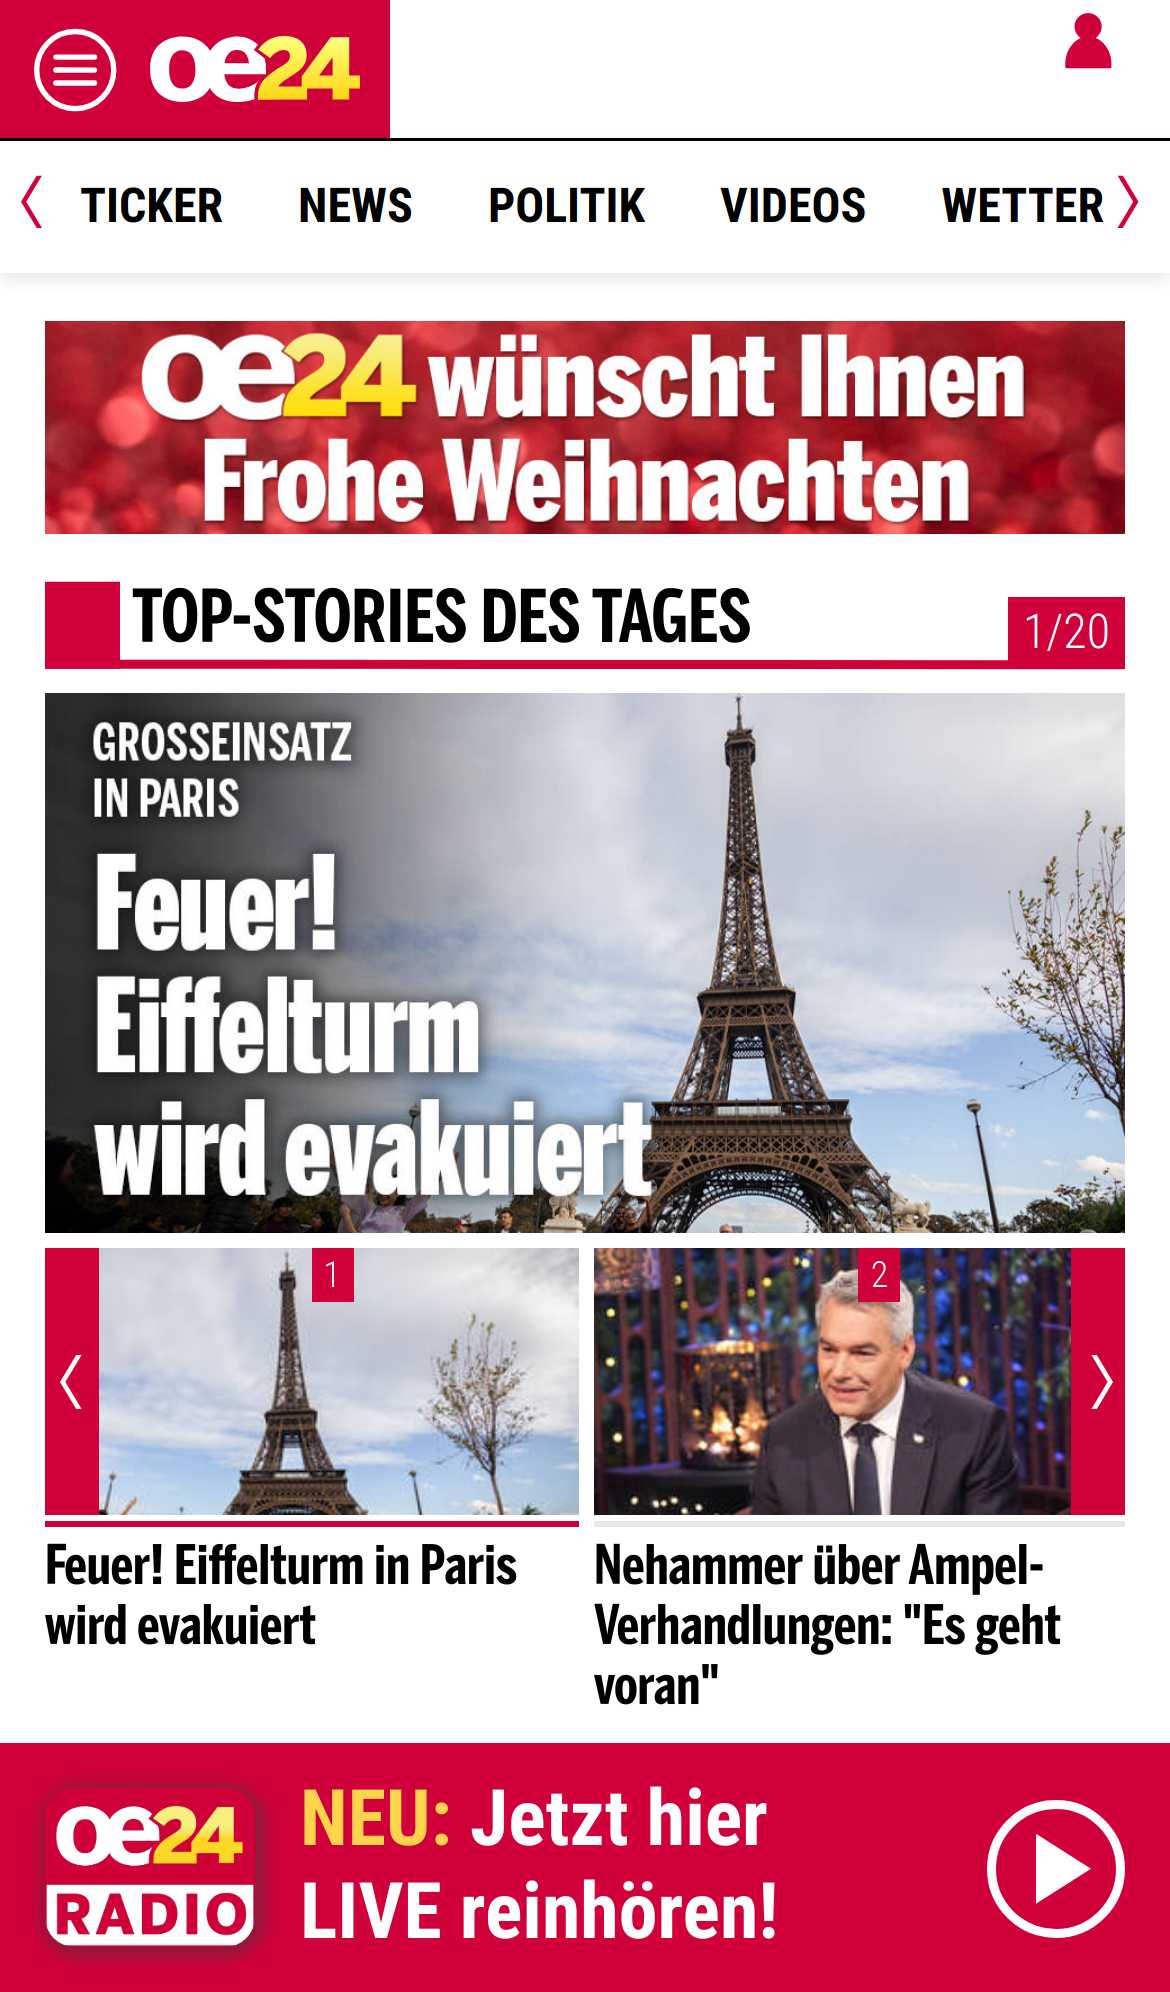 oe24
TICKER NEWS POLITIK VIDEOS WETTER
oe24 wünscht Ihnen
Frohe Weihnachten
TOP-STORIES DES TAGES
1/20
GROSSEINSATZ
IN PARIS
Feuer!
Eiffelturm
wird evakuiert
1
Feuer! Eiffelturm in Paris
wird evakuiert
2
Nehammer über Ampel-
Verhandlungen: "Es geht
voran"
oe24
RADIO
NEU: Jetzt hier
LIVE reinhören!